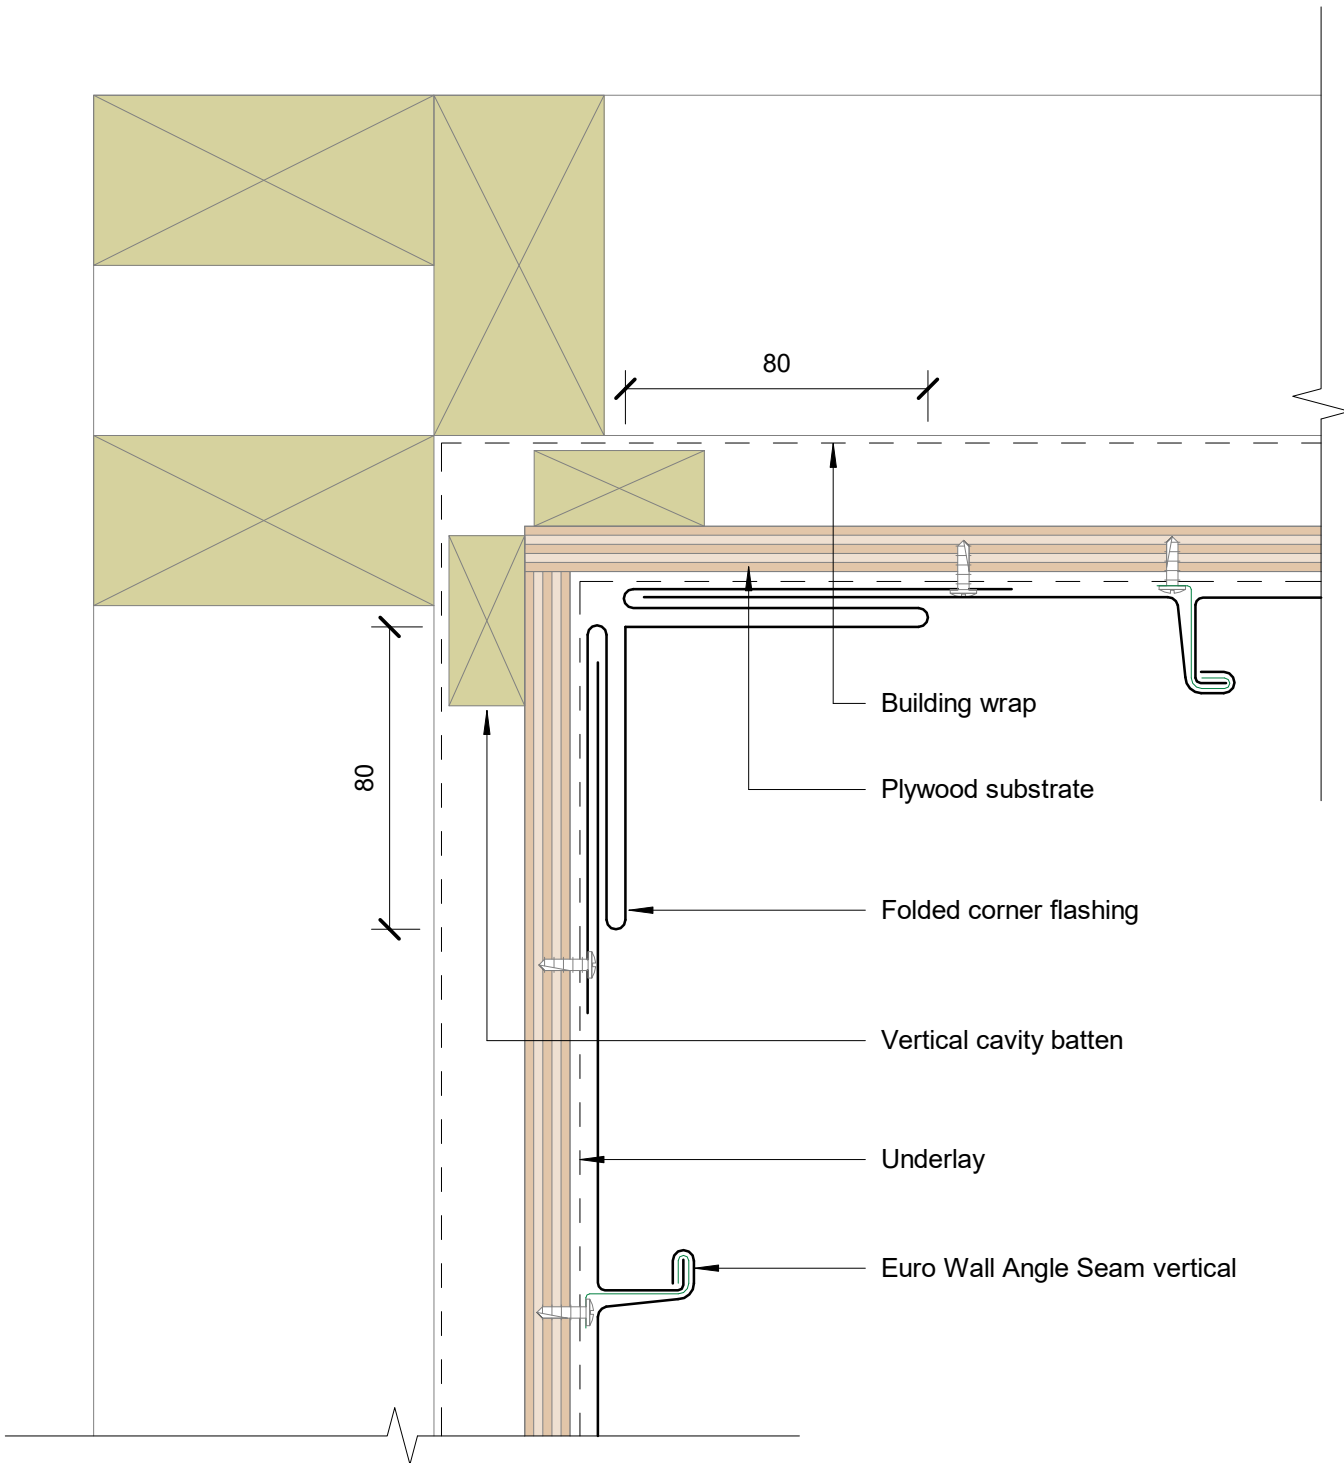 80
Building wrap
80
Plywood substrate
Folded corner flashing
Vertical cavity batten
Underlay
Euro Wall Angle Seam vertical